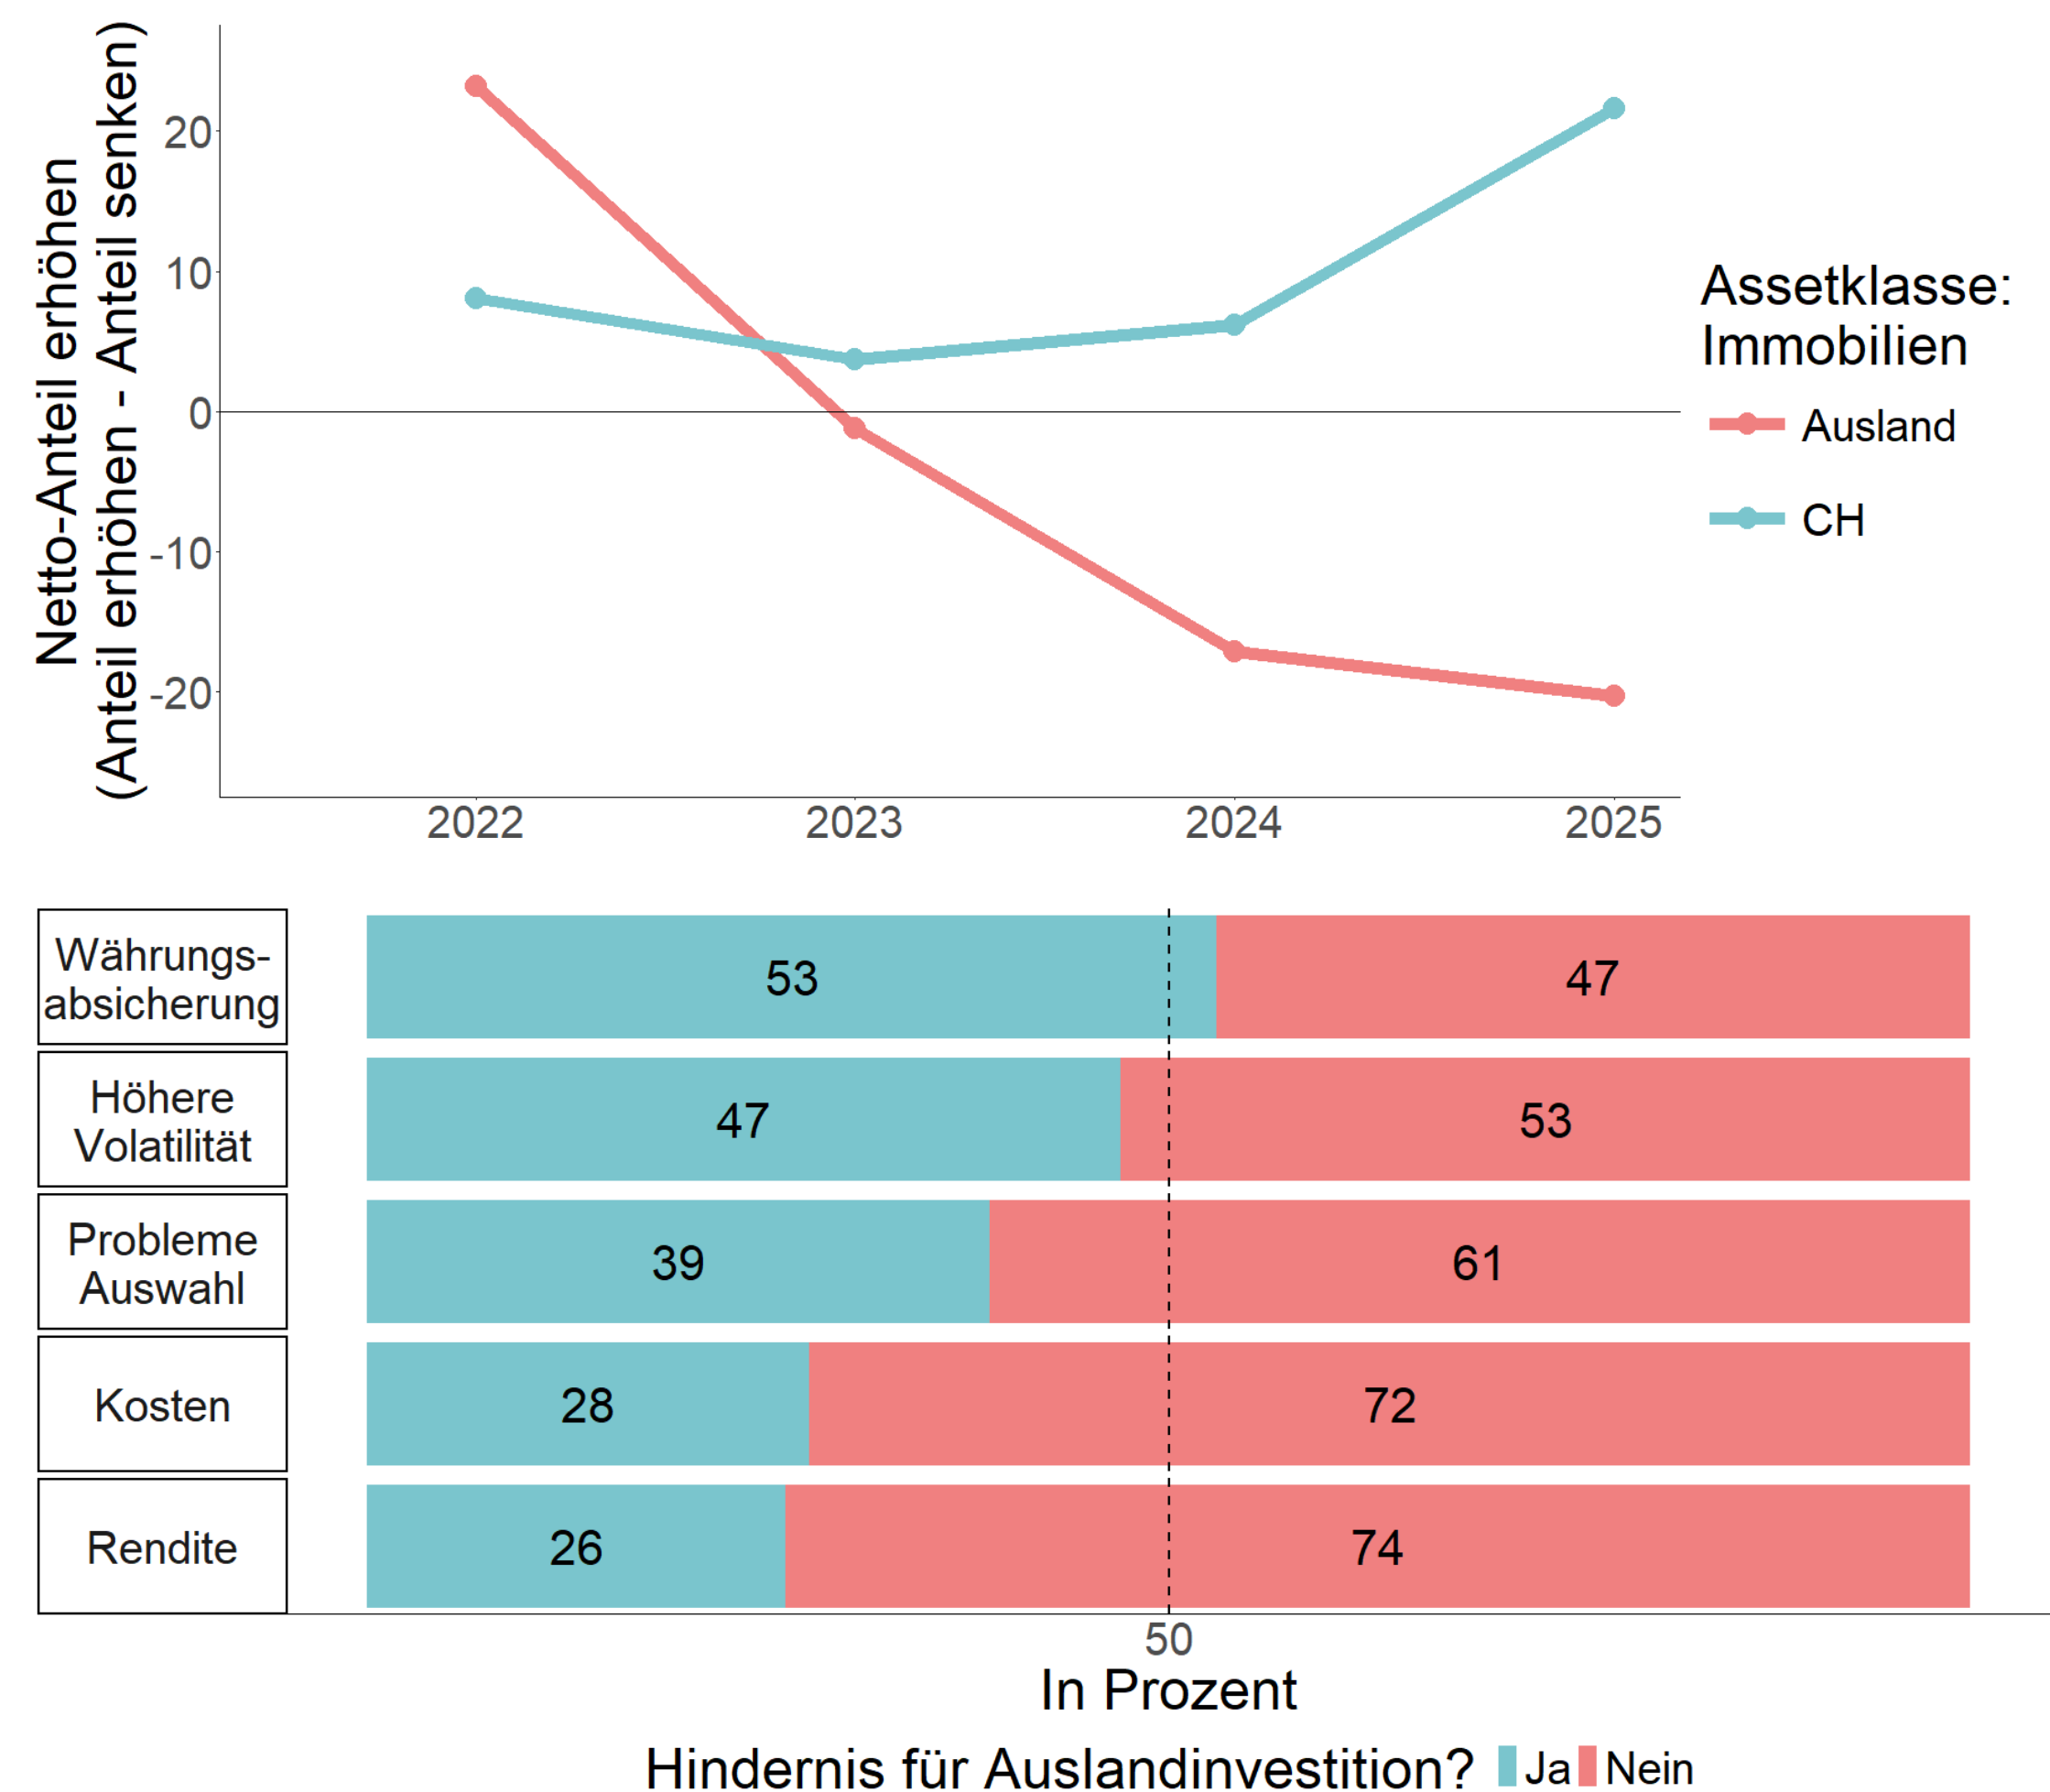 Netto-Anteil erhöhen
(Anteil erhöhen - Anteil senken)
20
10
0
-10
-20
2022
2023
2024
2025
Assetklasse:
Immobilien
Ausland
CH
Währungs-
absicherung
53
47
Höhere
Volatilität
47
53
Probleme
Auswahl
39
61
Kosten
28
72
Rendite
26
74
50
In Prozent
Hindernis für Auslandinvestition? Ja Nein